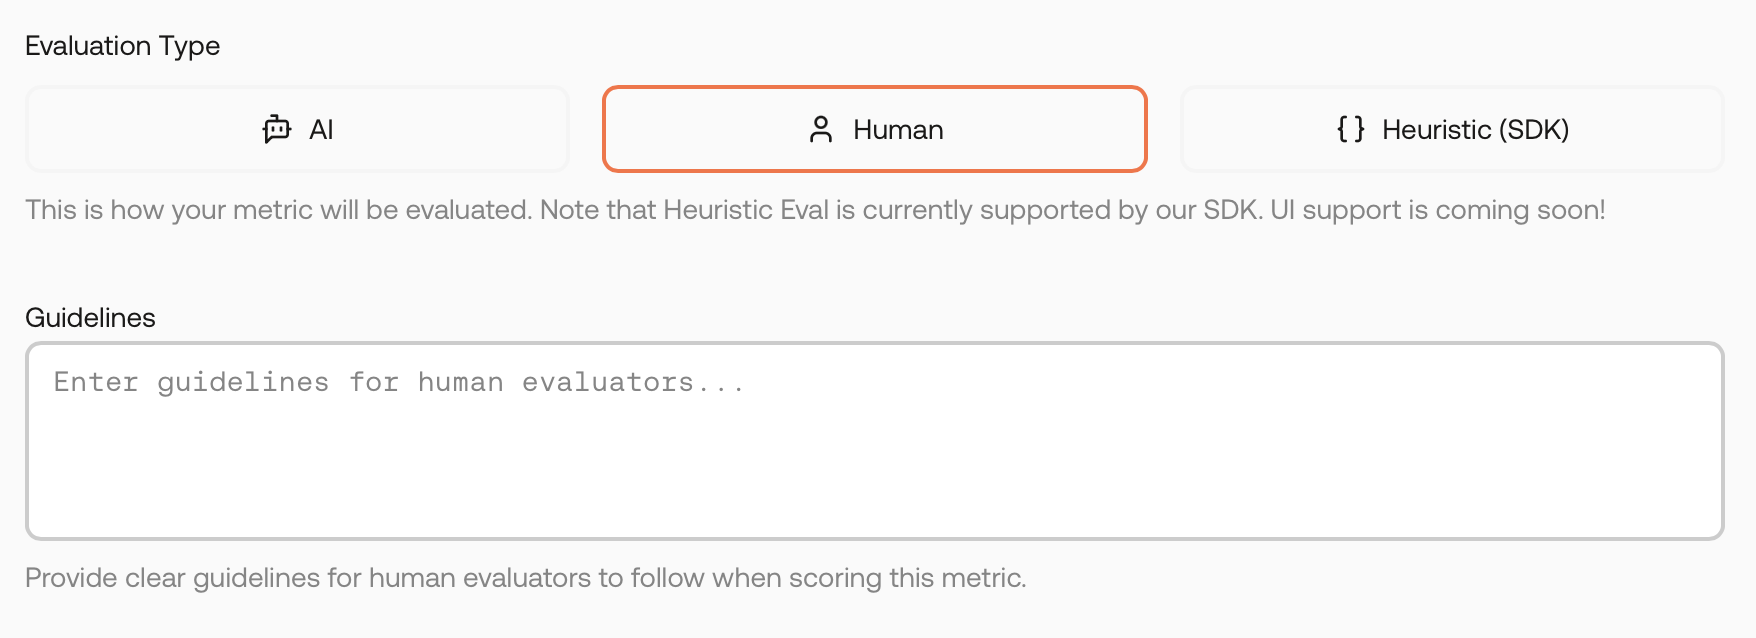 Evaluation Type
AI
Human
{ } Heuristic (SDK)
This is how your metric will be evaluated. Note that Heuristic Eval is currently supported by our SDK. UI support is coming soon!
Guidelines
Enter guidelines for human evaluators...
Provide clear guidelines for human evaluators to follow when scoring this metric.